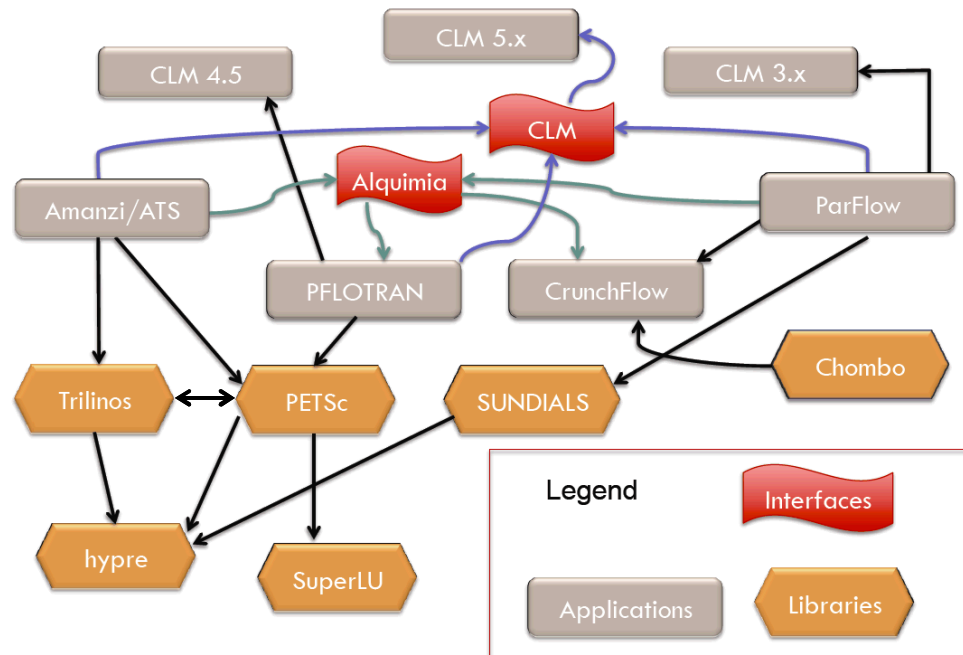 CLM 5.x
CLM 4.5
CLM 3.x
CLM
Alquimia
Amanzi/ATS
ParFlow
PFLOTRAN
CrunchFlow
Chombo
Trilinos
PETSc
SUNDIALS
hypre
SuperLU
Legend
Interfaces
Applications
Libraries